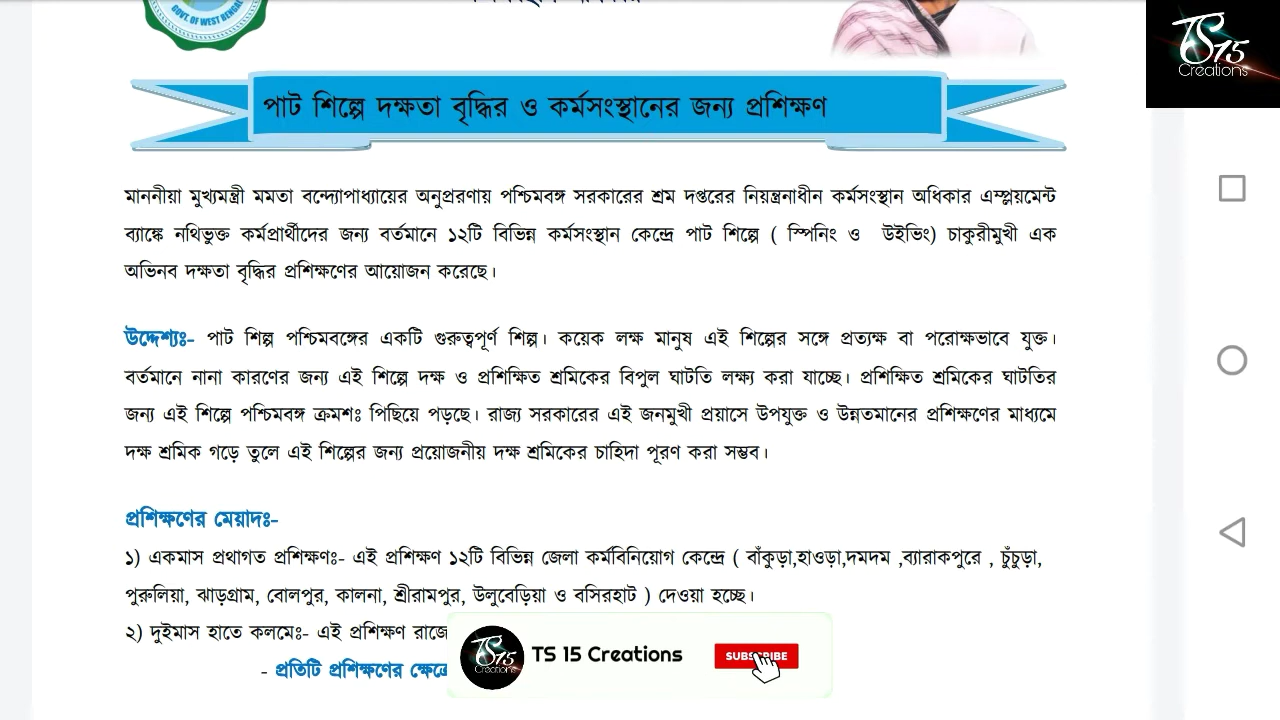 GOVT. OF WEST BENGAL
TS15
Creations
পাট শিল্পে দক্ষতা বৃদ্ধির ও কর্মসংস্থানের জন্য প্রশিক্ষণ
মাননীয়া মুখ্যমন্ত্রী মমতা বন্দ্যোপাধ্যায়ের অনুপ্ররণায় পশ্চিমবঙ্গ সরকারের শ্রম দপ্তরের নিয়ন্ত্রনাধীন কর্মসংস্থান অধিকার এম্প্লয়মেন্ট
ব্যাঙ্কে নথিভুক্ত কর্মপ্রার্থীদের জন্য বর্তমানে ১২টি বিভিন্ন কর্মসংস্থান কেন্দ্রে পাট শিল্পে ( স্পিনিং ও উইভিং) চাকুরীমুখী এক
অভিনব দক্ষতা বৃদ্ধির প্রশিক্ষণের আয়োজন করেছে।
উদ্দেশ্যঃ- পাট শিল্প পশ্চিমবঙ্গের একটি গুরুত্বপূর্ণ শিল্প। কয়েক লক্ষ মানুষ এই শিল্পের সঙ্গে প্রত্যক্ষ বা পরোক্ষভাবে যুক্ত।
বর্তমানে নানা কারণের জন্য এই শিল্পে দক্ষ ও প্রশিক্ষিত শ্রমিকের বিপুল ঘাটতি লক্ষ্য করা যাচ্ছে। প্রশিক্ষিত শ্রমিকের ঘাটতির
জন্য এই শিল্পে পশ্চিমবঙ্গ ক্রমশঃ পিছিয়ে পড়ছে। রাজ্য সরকারের এই জনমুখী প্রয়াসে উপযুক্ত ও উন্নতমানের প্রশিক্ষণের মাধ্যমে
দক্ষ শ্রমিক গড়ে তুলে এই শিল্পের জন্য প্রয়োজনীয় দক্ষ শ্রমিকের চাহিদা পূরণ করা সম্ভব।
প্রশিক্ষণের মেয়াদঃ-
১) একমাস প্রথাগত প্রশিক্ষণঃ- এই প্রশিক্ষণ ১২টি বিভিন্ন জেলা কর্মবিনিয়োগ কেন্দ্রে ( বাঁকুড়া,হাওড়া,দমদম ,ব্যারাকপুরে , চুঁচুড়া,
পুরুলিয়া, ঝাড়গ্রাম, বোলপুর, কালনা, শ্রীরামপুর, উলুবেড়িয়া ও বসিরহাট ) দেওয়া হচ্ছে।
২) দুইমাস হাতে কলমেঃ- এই প্রশিক্ষণ রাজ্যে
- প্রতিটি প্রশিক্ষণের ক্ষেত্রে
TS15
Creations
TS 15 Creations
SUBSCRIBE